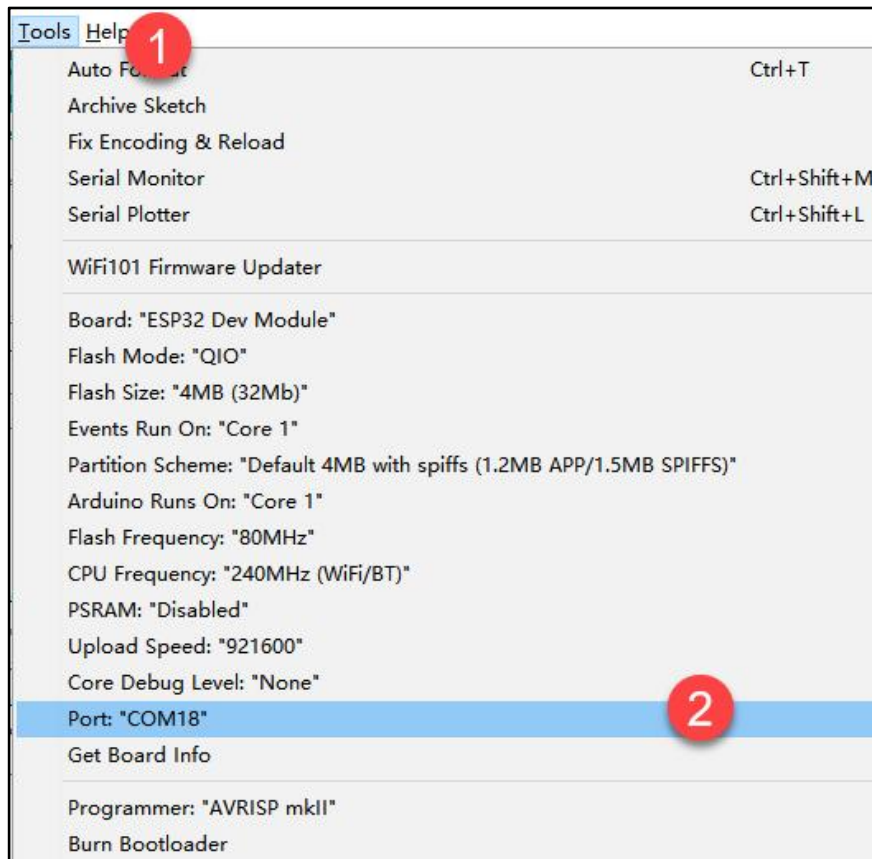 Tools Help
1
Auto Format Ctrl+T
Archive Sketch
Fix Encoding & Reload
Serial Monitor Ctrl+Shift+M
Serial Plotter Ctrl+Shift+L
WiFi101 Firmware Updater
Board: "ESP32 Dev Module"
Flash Mode: "QIO"
Flash Size: "4MB (32Mb)"
Events Run On: "Core 1"
Partition Scheme: "Default 4MB with spiffs (1.2MB APP/1.5MB SPIFFS)"
Arduino Runs On: "Core 1"
Flash Frequency: "80MHz"
CPU Frequency: "240MHz (WiFi/BT)"
PSRAM: "Disabled"
Upload Speed: "921600"
Core Debug Level: "None"
Port: "COM18" 2
Get Board Info
Programmer: "AVRISP mkII"
Burn Bootloader